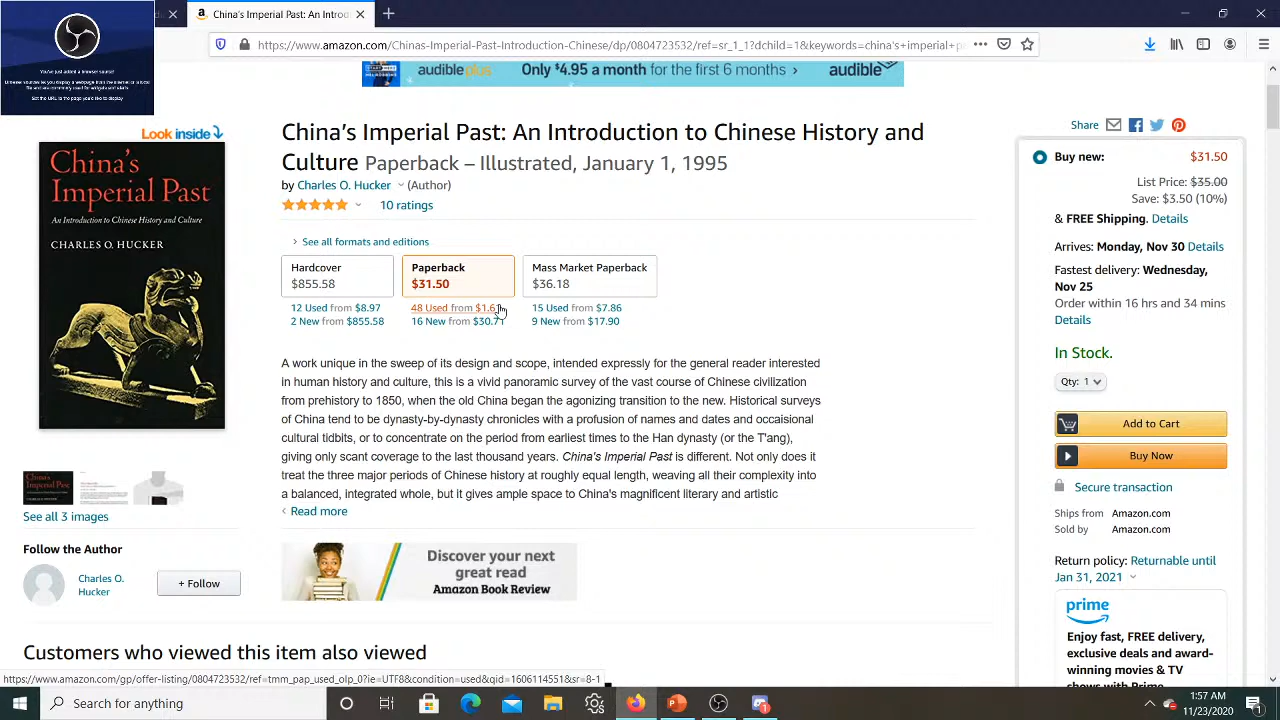 You've just added a browser source!
China's Imperial Past: An Intro
https://www.amazon.com/Chinas-Imperial-Past-Introduction-Chinese/dp/0804723532/ref=sr_1_1?dchild=1&keywords=china's+imperial+p
audible plus
Only $4.95 a month for the first 6 months ›
audible
Look inside
China's Imperial Past: An Introduction to Chinese History and
Culture Paperback – Illustrated, January 1, 1995
by Charles O. Hucker (Author)
10 ratings
China's
Imperial Past
An Introduction to Chinese History and Culture
CHARLES O. HUCKER
See all formats and editions
Hardcover
$855.58
Paperback
$31.50
Mass Market Paperback
$36.18
12 Used from $8.97
48 Used from
15 Used from $7.86
2 New from $855.58
16 New from $30.71
9 New from $17.90
A work unique in the sweep of its design and scope, intended expressly for the general reader interested
in human history and culture, this is a vivid panoramic survey of the vast course of Chinese civilization
from prehistory to 1850, when the old China began the agonizing transition to the new. Historical surveys
of China tend to be dynasty-by-dynasty chronicles with a profusion of names and dates and occaisional
cultural tidbits, or to concentrate on the period from earliest times to the Han dynasty (or the T'ang),
giving only scant coverage to the last thousand years. China's Imperial Past is different. Not only does it
treat the three major periods of Chinese history at roughly equal length, weaving all their complexity into
a balanced, integrated whole, but it gives ample space to China's magnificent literary and artistic
Read more
See all 3 images
Follow the Author
Charles O.
Hucker
+ Follow
Discover your next
great read
Amazon Book Review
Customers who viewed this item also viewed
Share
Buy new:
$31.50
List Price: $35.00
Save: $3.50 (10%)
& FREE Shipping. Details
Arrives: Monday, Nov 30 Details
Fastest delivery: Wednesday,
Nov 25
Order within 16 hrs and 34 mins
Details
In Stock.
Qty: 1
Add to Cart
Buy Now
Secure transaction
Ships from Amazon.com
Sold by Amazon.com
Return policy: Returnable until
Jan 31, 2021
prime
Enjoy fast, FREE delivery,
exclusive deals and award-
winning movies & TV
shows with Prime
https://www.amazon.com/gp/offer-listing/0804723532/ref=tmm_pap_used_olp_0?ie=UTF8&condition=used&qid=1606114551&sr=8-1
Search for anything
1:57 AM
11/23/2020